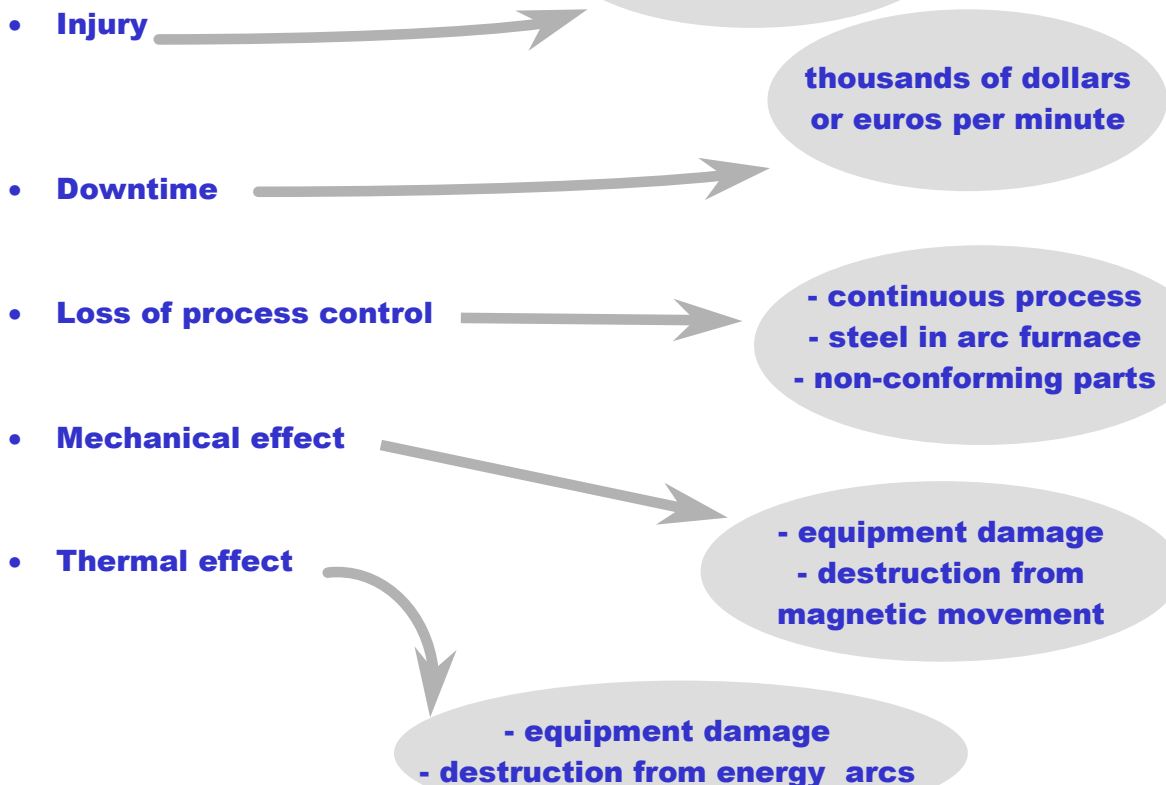 • Injury
thousands of dollars
or euros per minute
• Downtime
• Loss of process control
- continuous process
- steel in arc furnace
- non-conforming parts
• Mechanical effect
- equipment damage
- destruction from
magnetic movement
• Thermal effect
- equipment damage
- destruction from energy arcs